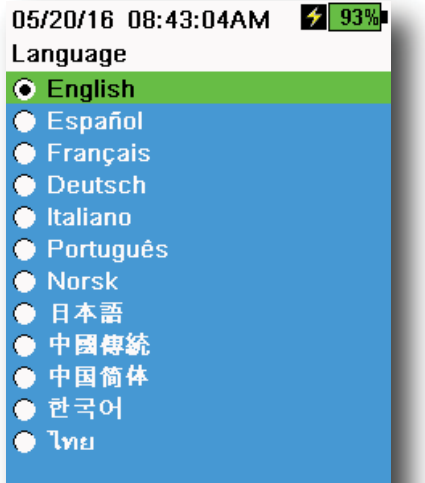 05/20/16 08:43:04AM 93%
Language
English
Español
Français
Deutsch
Italiano
Português
Norsk
日本語
中國傳統
中国简体
한국어
ไทย